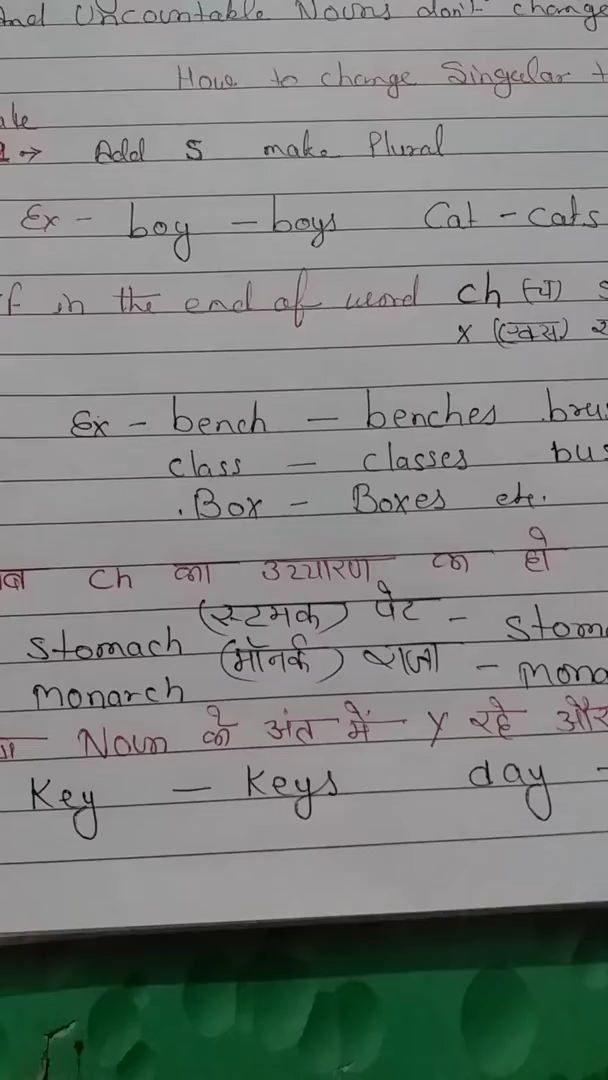 And Uncountable Nouns don't change
How to change Singular
1 → Add S make Plural
Ex - boy - boys Cat - cats
in the end of word ch (च)
x (क्स)
Ex - bench - benches
class - classes bus
Box - Boxes etc.
ch का उच्चारण क हो
Stomach (स्टमक) पेट -
Monarch (मॉनर्क) राजा -
Noun के अंत में y रहे और
Key - Keys day -